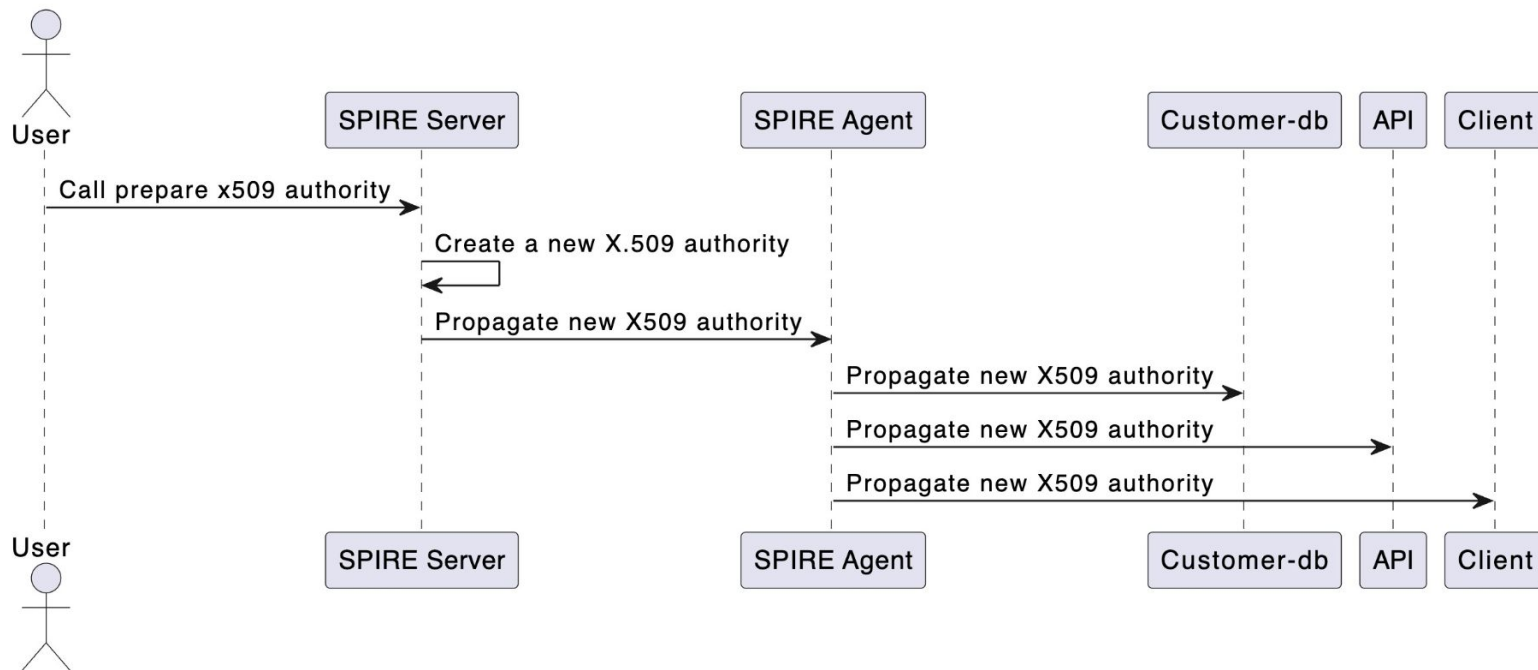 User
SPIRE Server
SPIRE Agent
Customer-db
API
Client
Call prepare x509 authority
Create a new X.509 authority
Propagate new X509 authority
Propagate new X509 authority
Propagate new X509 authority
Propagate new X509 authority
User
SPIRE Server
SPIRE Agent
Customer-db
API
Client